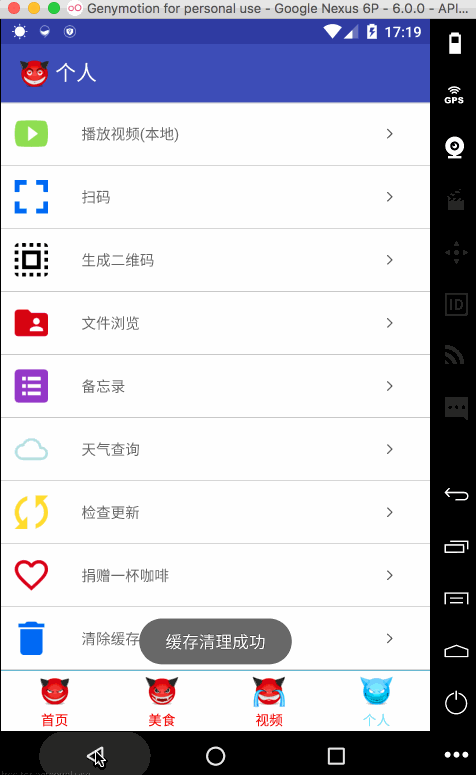 Genymotion for personal use - Google Nexus 6P - 6.0.0 - API...
17:19
个人
GPS
播放视频(本地)
扫码
生成二维码
文件浏览
ID
备忘录
天气查询
检查更新
捐赠一杯咖啡
清除缓存
缓存清理成功
首页
美食
视频
个人